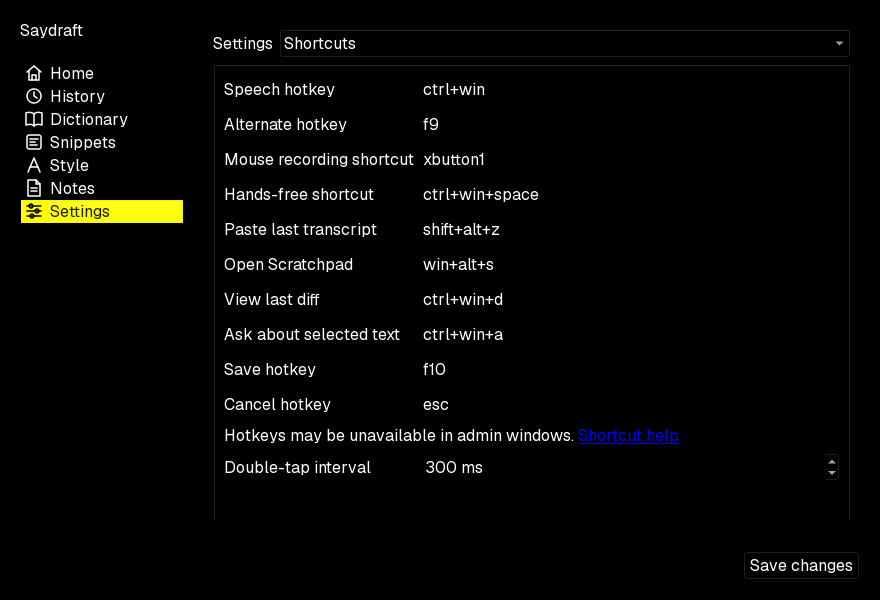 Saydraft
Home
History
Dictionary
Snippets
Style
Notes
Settings
Settings Shortcuts
Speech hotkey ctrl+win
Alternate hotkey f9
Mouse recording shortcut xbutton1
Hands-free shortcut ctrl+win+space
Paste last transcript shift+alt+z
Open Scratchpad win+alt+s
View last diff ctrl+win+d
Ask about selected text ctrl+win+a
Save hotkey f10
Cancel hotkey esc
Hotkeys may be unavailable in admin windows. Shortcut help
Double-tap interval 300 ms
Save changes